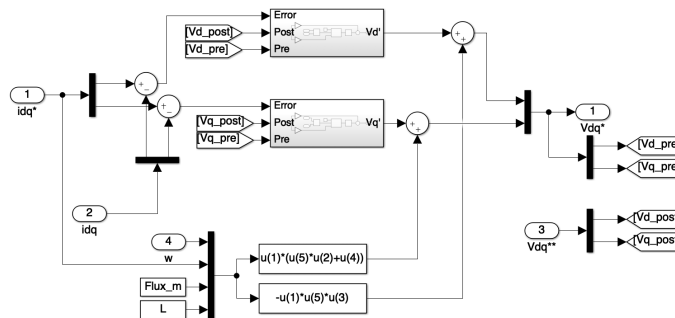 Error
[Vd_post]
Post
Vd'
[Vd_pre]
Pre
1
idq*
Error
[Vq_post]
Post
Vq'
[Vq_pre]
Pre
1
Vdq*
[Vd_pre
[Vq_pre
2
idq
3
Vdq**
[Vd_post
[Vq_post
4
w
u(1)*(u(5)*u(2)+u(4))
Flux_m
-u(1)*u(5)*u(3)
L